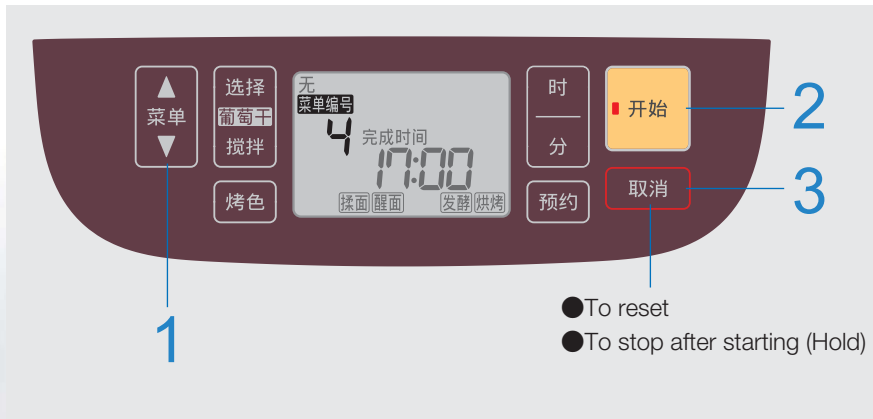 ▲
菜单
▼
选择
葡萄干
搅拌
烤色
无
菜单编号
4
完成时间
17:00
揉面 醒面 发酵 烘烤
时
分
预约
开始
取消
1
2
3
●To reset
●To stop after starting (Hold)